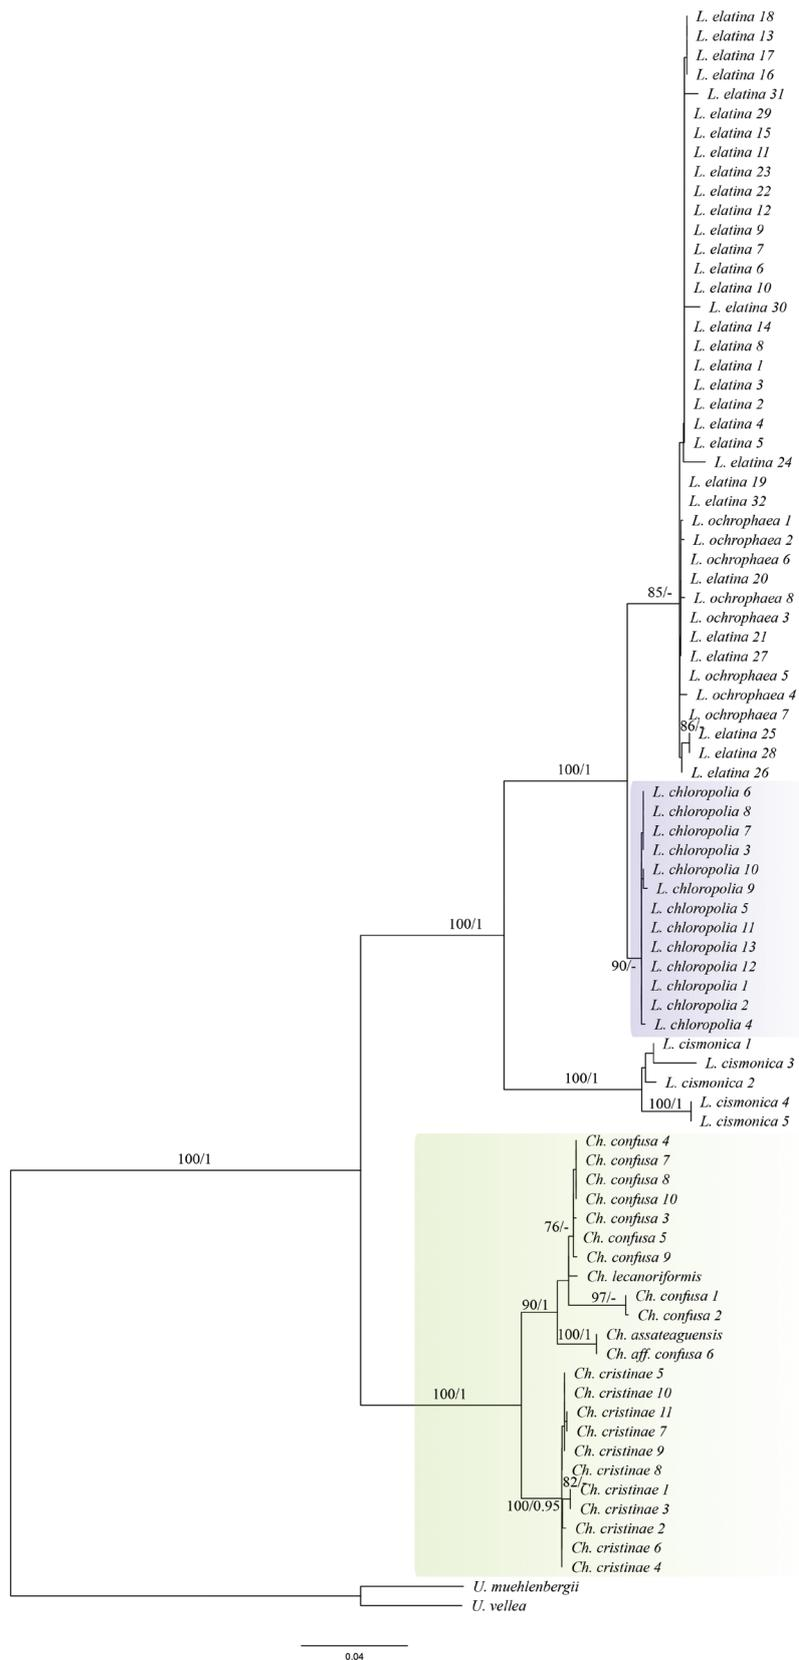 L. elatina 18
L. elatina 13
L. elatina 17
L. elatina 16
L. elatina 31
L. elatina 29
L. elatina 15
L. elatina 11
L. elatina 23
L. elatina 22
L. elatina 12
L. elatina 9
L. elatina 7
L. elatina 6
L. elatina 10
L. elatina 30
L. elatina 14
L. elatina 8
L. elatina 1
L. elatina 3
L. elatina 2
L. elatina 4
L. elatina 5
L. elatina 24
L. elatina 19
L. elatina 32
L. ochrophaea 1
L. ochrophaea 2
L. ochrophaea 6
L. elatina 20
85/-
L. ochrophaea 8
L. ochrophaea 3
L. elatina 21
L. elatina 27
L. ochrophaea 5
L. ochrophaea 4
L. ochrophaea 7
86/-
L. elatina 25
L. elatina 28
100/1
L. elatina 26
L. chloropolia 6
L. chloropolia 8
L. chloropolia 7
L. chloropolia 3
L. chloropolia 10
L. chloropolia 9
L. chloropolia 5
100/1
L. chloropolia 11
L. chloropolia 13
90/-
L. chloropolia 12
L. chloropolia 1
L. chloropolia 2
L. chloropolia 4
L. cismonica 1
L. cismonica 3
100/1
L. cismonica 2
100/1
L. cismonica 4
L. cismonica 5
Ch. confusa 4
100/1
Ch. confusa 7
Ch. confusa 8
Ch. confusa 10
Ch. confusa 3
76/-
Ch. confusa 5
Ch. confusa 9
Ch. lecanoriformis
97/-
Ch. confusa 1
90/1
Ch. confusa 2
100/1
Ch. assateaguensis
Ch. aff. confusa 6
Ch. cristinae 5
100/1
Ch. cristinae 10
Ch. cristinae 11
Ch. cristinae 7
Ch. cristinae 9
Ch. cristinae 8
82/-
Ch. cristinae 1
100/0.95
Ch. cristinae 3
Ch. cristinae 2
Ch. cristinae 6
Ch. cristinae 4
U. muehlenbergii
U. vellea
0.04